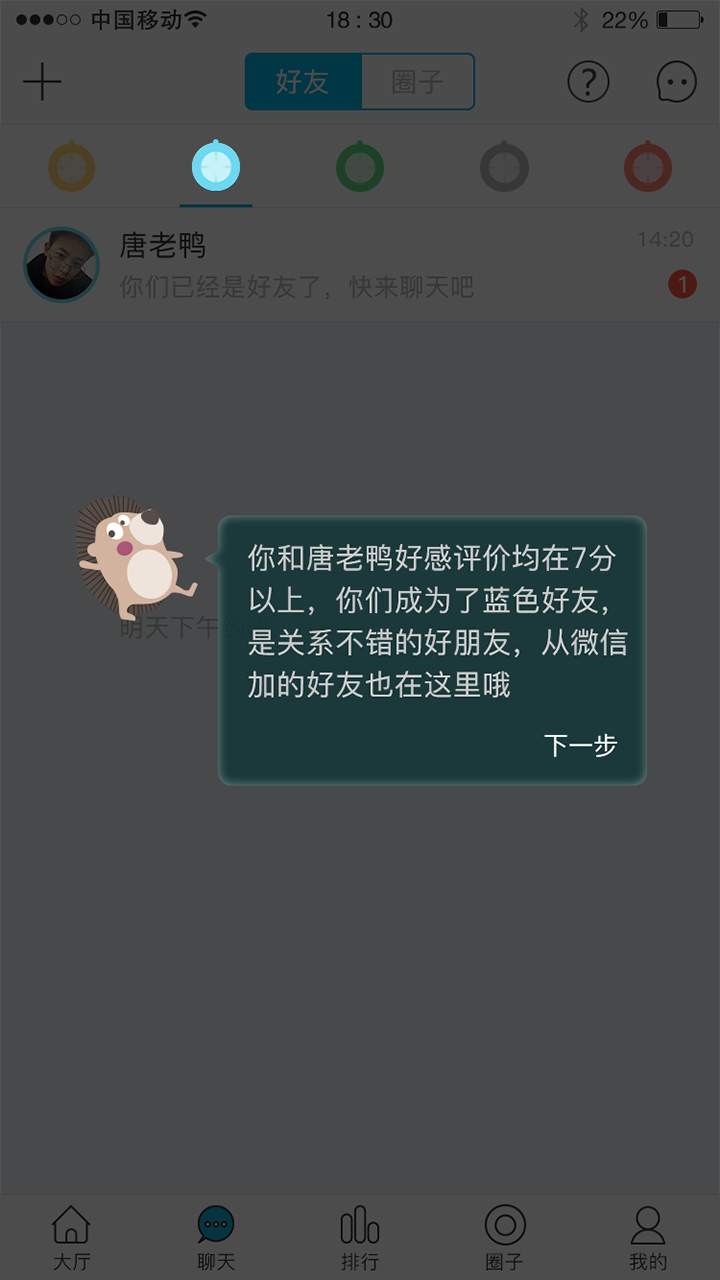 中国移动 18 : 30 22%
好友 圈子 ?
唐老鸭 14:20
你们已经是好友了，快来聊天吧 1
你和唐老鸭好感评价均在7分
以上，你们成为了蓝色好友，
是关系不错的好朋友，从微信
加的好友也在这里哦
明天下午
下一步
大厅 聊天 排行 圈子 我的